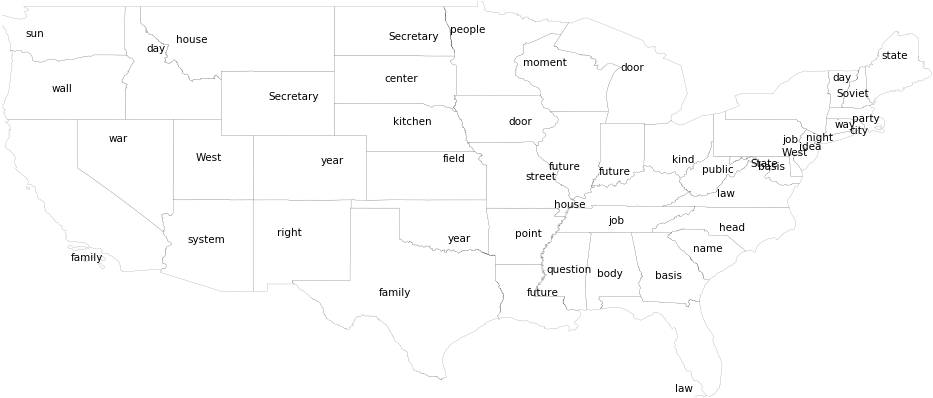 sun
people
Secretary
house
day
state
moment
door
day
center
wall
Soviet
Secretary
party
kitchen
door
way
city
war
night
job
idea
West
West
field
kind
year
State
basis
future
public
future
street
law
house
job
head
point
year
right
system
name
family
question
body
basis
family
future
law